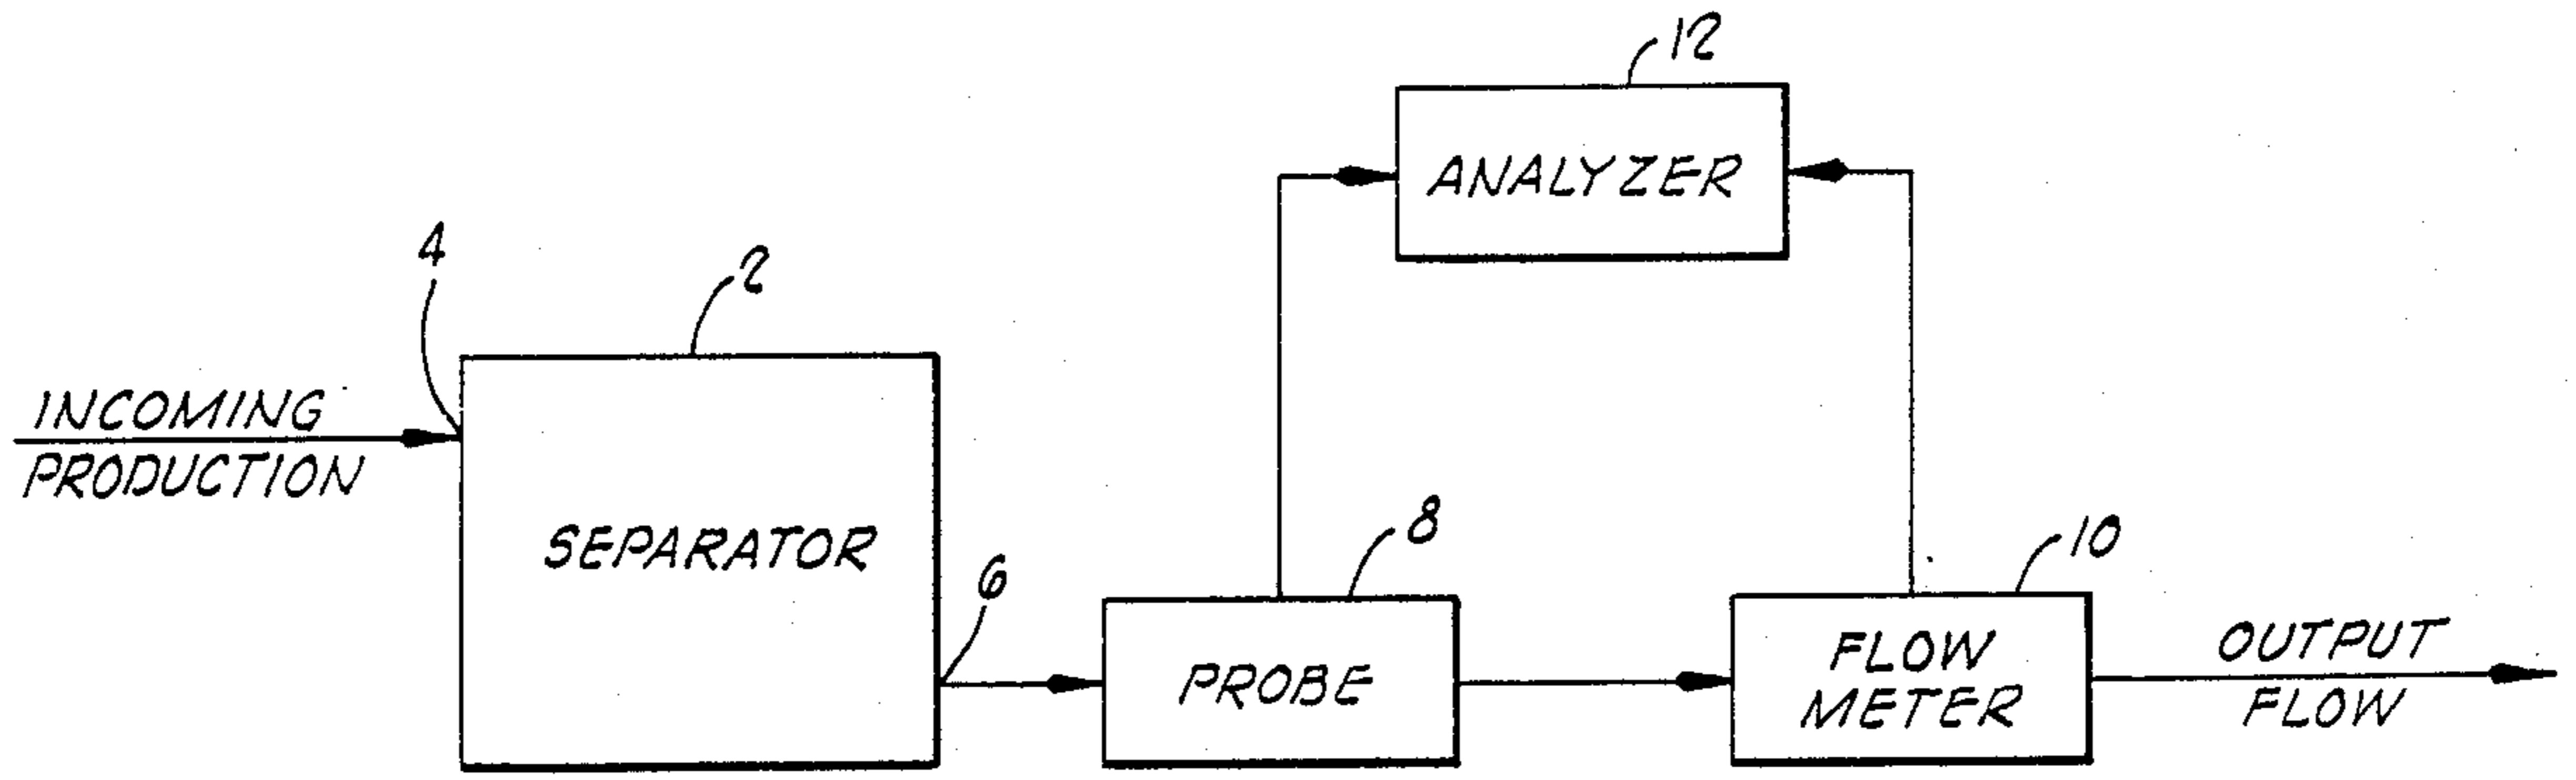 12
ANALYZER
4
2
INCOMING
PRODUCTION
SEPARATOR
6
8
10
PROBE
FLOW
METER
OUTPUT
FLOW